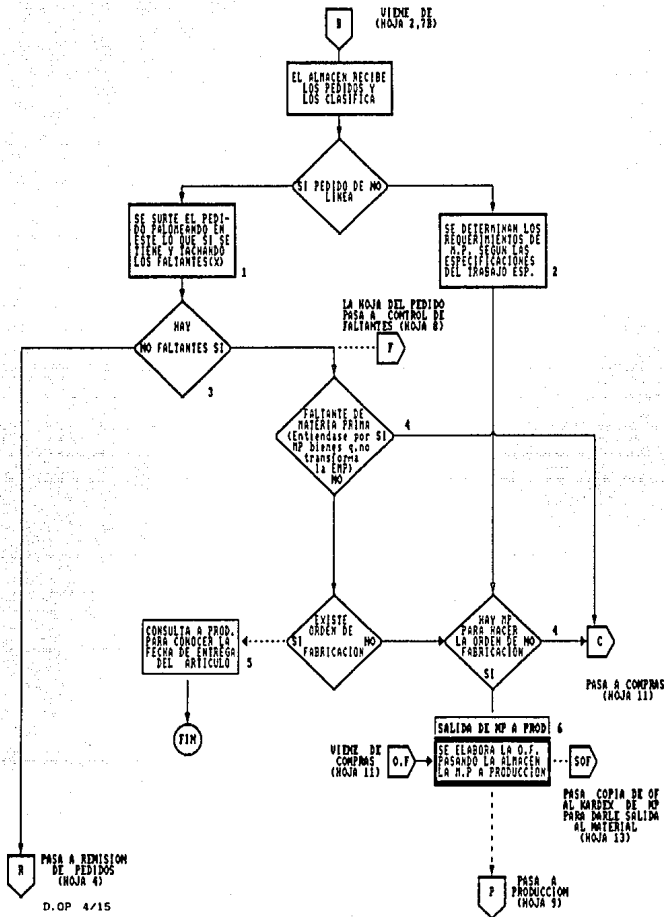 B
VIENE DE
(HOJA 2,7B)
EL ALMACEN RECIBE
LOS PEDIDOS Y
LOS CLASIFICA
SI PEDIDO DE NO
LINEA
SE SURTE EL PEDI-
DO PALOMEANDO EN
ESTE LO QUE SI SE
TIENE Y TACHANDO
LOS FALTANTES(X)
1
SE DETERMINAN LOS
REQUERIMIENTOS DE
M.P. SEGUN LAS
ESPECIFICACIONES
DEL TRABAJO ESP.
2
LA HOJA DEL PEDIDO
PASA A CONTROL DE
FALTANTES (HOJA 8)
F
HAY
NO FALTANTES SI
3
FALTANTE DE
MATERIA PRIMA
(Entiendase por SI
MP bienes q.no
transforma
la EMP)
NO
4
EXISTE
ORDEN DE
SI NO
FABRICACION
CONSULTA A PROD.
PARA CONOCER LA
FECHA DE ENTREGA
DEL ARTICULO
5
FIN
HAY MP
PARA HACER
LA ORDEN DE NO
FABRICACION
SI
4
C
PASA A COMPRAS
(HOJA 11)
SALIDA DE MP A PROD
6
VIENE DE
COMPRAS
(HOJA 11)
O.F
SE ELABORA LA O.F.
PASANDO LA ALMACEN
LA M.P A PRODUCCION
SOF
PASA COPIA DE OF
AL KARDEX DE MP
PARA DARLE SALIDA
AL MATERIAL
(HOJA 13)
R
PASA A REMISION
DE PEDIDOS
(HOJA 4)
P
PASA A
PRODUCCION
(HOJA 9)
D.OP 4/15